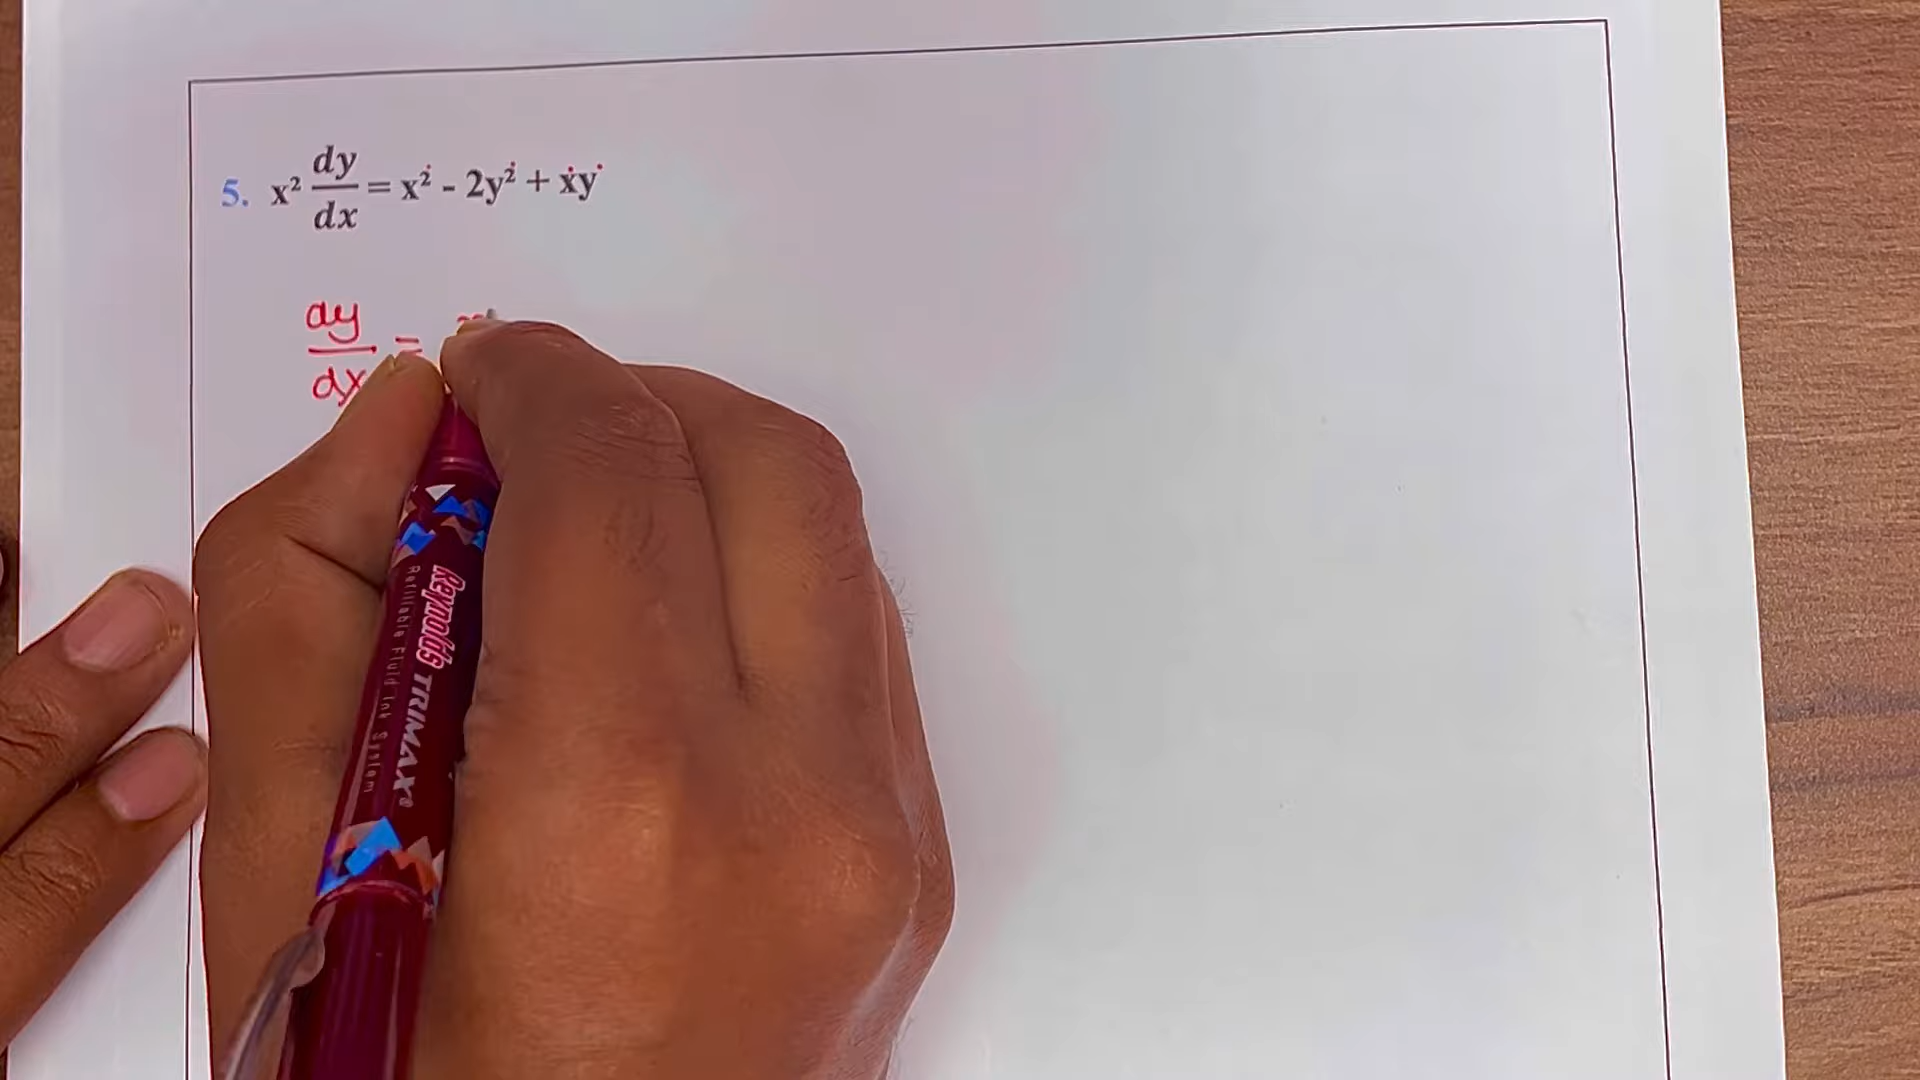 5. x² dy/dx = x² - 2y² + xy
dy/dx =
Reynolds TRIMAX®
Refillable Fluid Ink System